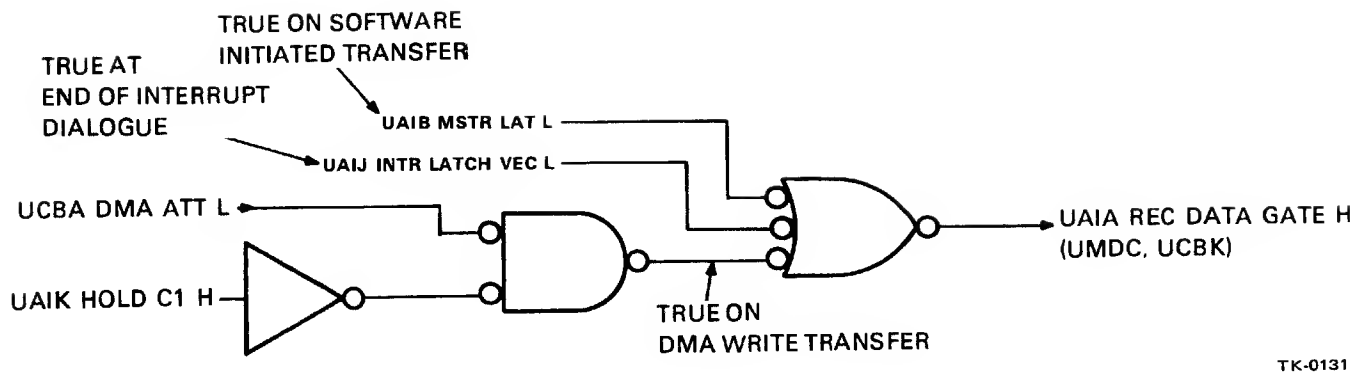 TRUE ON SOFTWARE
INITIATED TRANSFER
TRUE AT
END OF INTERRUPT
DIALOGUE
UAIB MSTR LAT L
UAIJ INTR LATCH VEC L
UCBA DMA ATT L
UAIA REC DATA GATE H
(UMDC, UCBK)
UAIK HOLD C1 H
TRUE ON
DMA WRITE TRANSFER
TK-0131